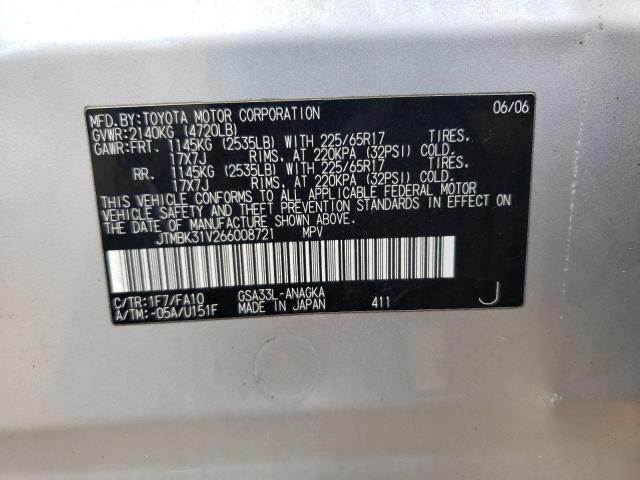 MFD.BY:TOYOTA MOTOR CORPORATION 06/06
GVWR:2140KG (4720LB)
GAWR:FRT. 1145KG (2535LB) WITH 225/65R17 TIRES.
17X7J RIMS, AT 220KPA (32PSI) COLD.
RR. 1145KG (2535LB) WITH 225/65R17 TIRES.
17X7J RIMS, AT 220KPA (32PSI) COLD.
THIS VEHICLE CONFORMS TO ALL APPLICABLE FEDERAL MOTOR
VEHICLE SAFETY AND THEFT PREVENTION STANDARDS IN EFFECT ON
THE DATE OF MANUFACTURE SHOWN ABOVE.
JTMBK31V266008721 MPV
C/TR:1F7/FA10 GSA33L-ANAGKA
A/TM:-05A/U151F MADE IN JAPAN 411 J